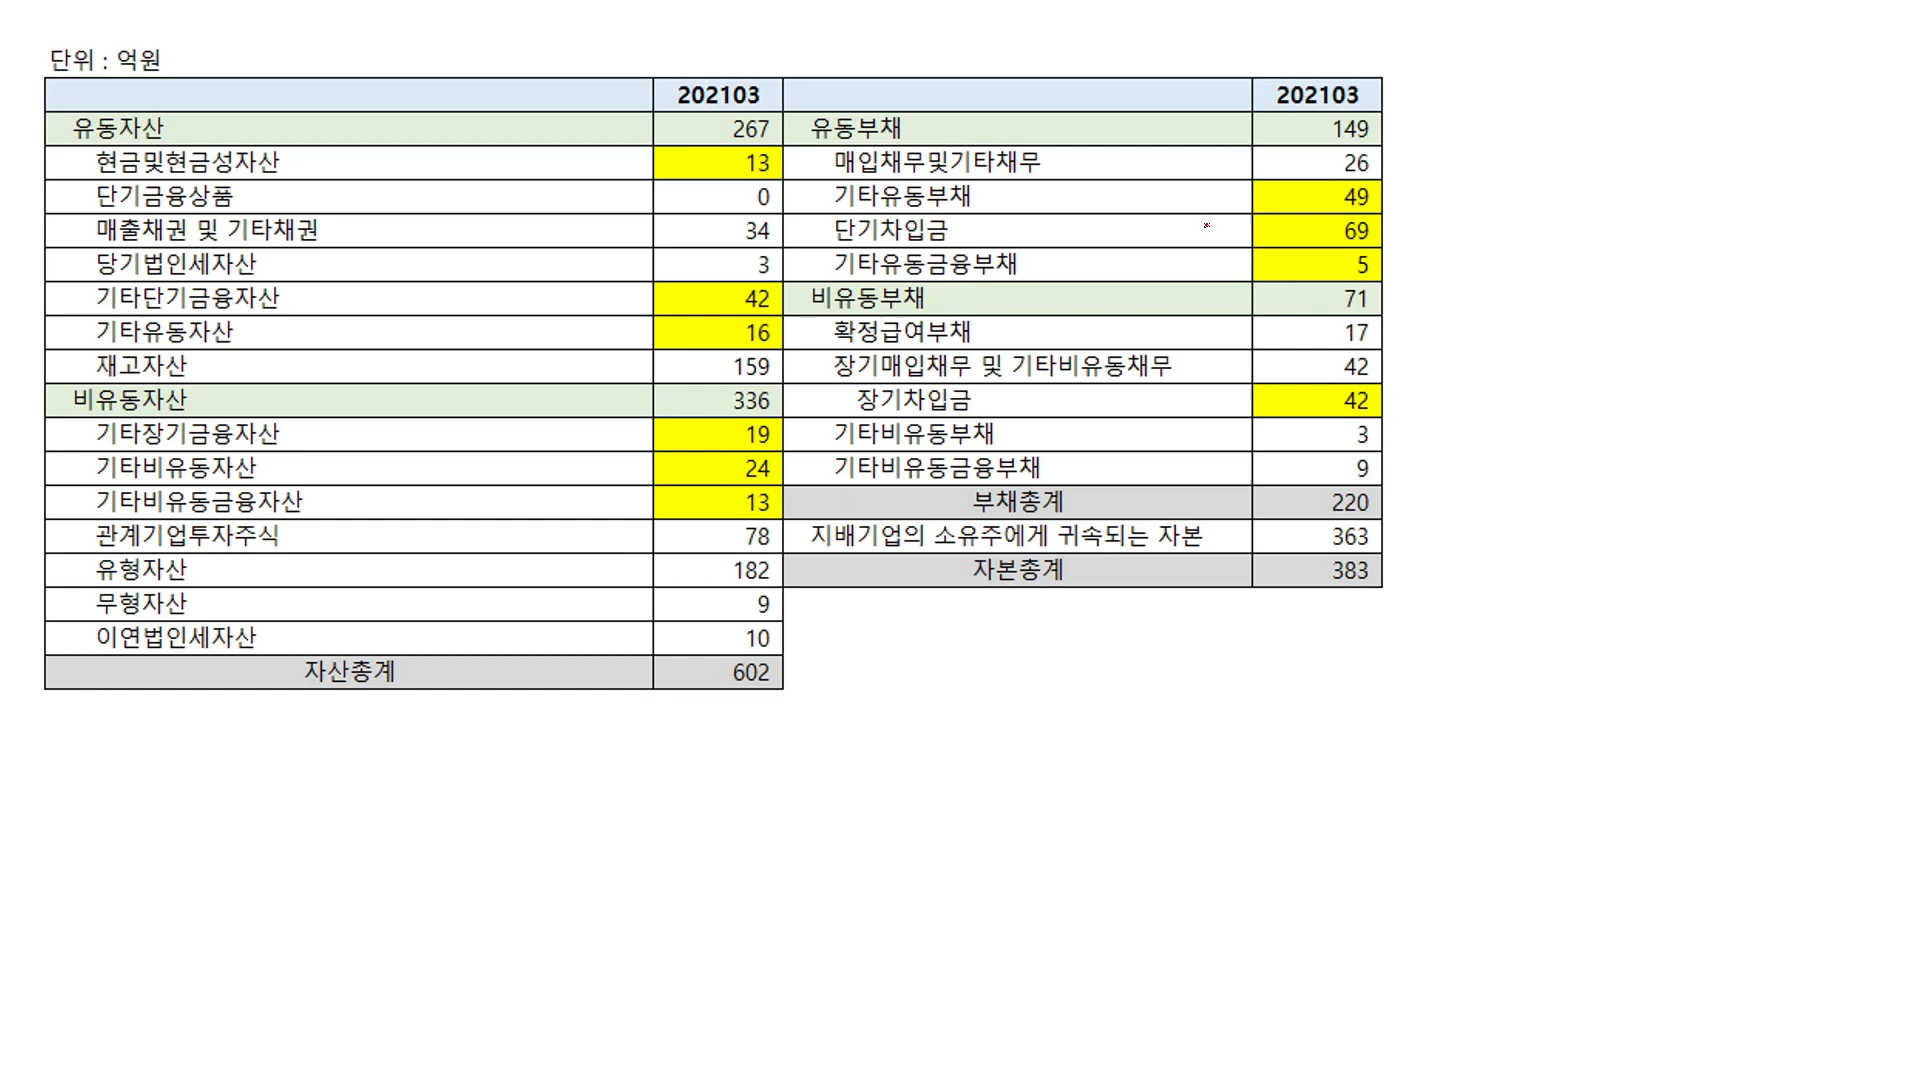 단위 : 억원
202103 202103
유동자산 267 유동부채 149
현금및현금성자산 13 매입채무및기타채무 26
단기금융상품 0 기타유동부채 49
매출채권 및 기타채권 34 단기차입금 69
당기법인세자산 3 기타유동금융부채 5
기타단기금융자산 42 비유동부채 71
기타유동자산 16 확정급여부채 17
재고자산 159 장기매입채무 및 기타비유동채무 42
비유동자산 336 장기차입금 42
기타장기금융자산 19 기타비유동부채 3
기타비유동자산 24 기타비유동금융부채 9
기타비유동금융자산 13 부채총계 220
관계기업투자주식 78 지배기업의 소유주에게 귀속되는 자본 363
유형자산 182 자본총계 383
무형자산 9
이연법인세자산 10
자산총계 602